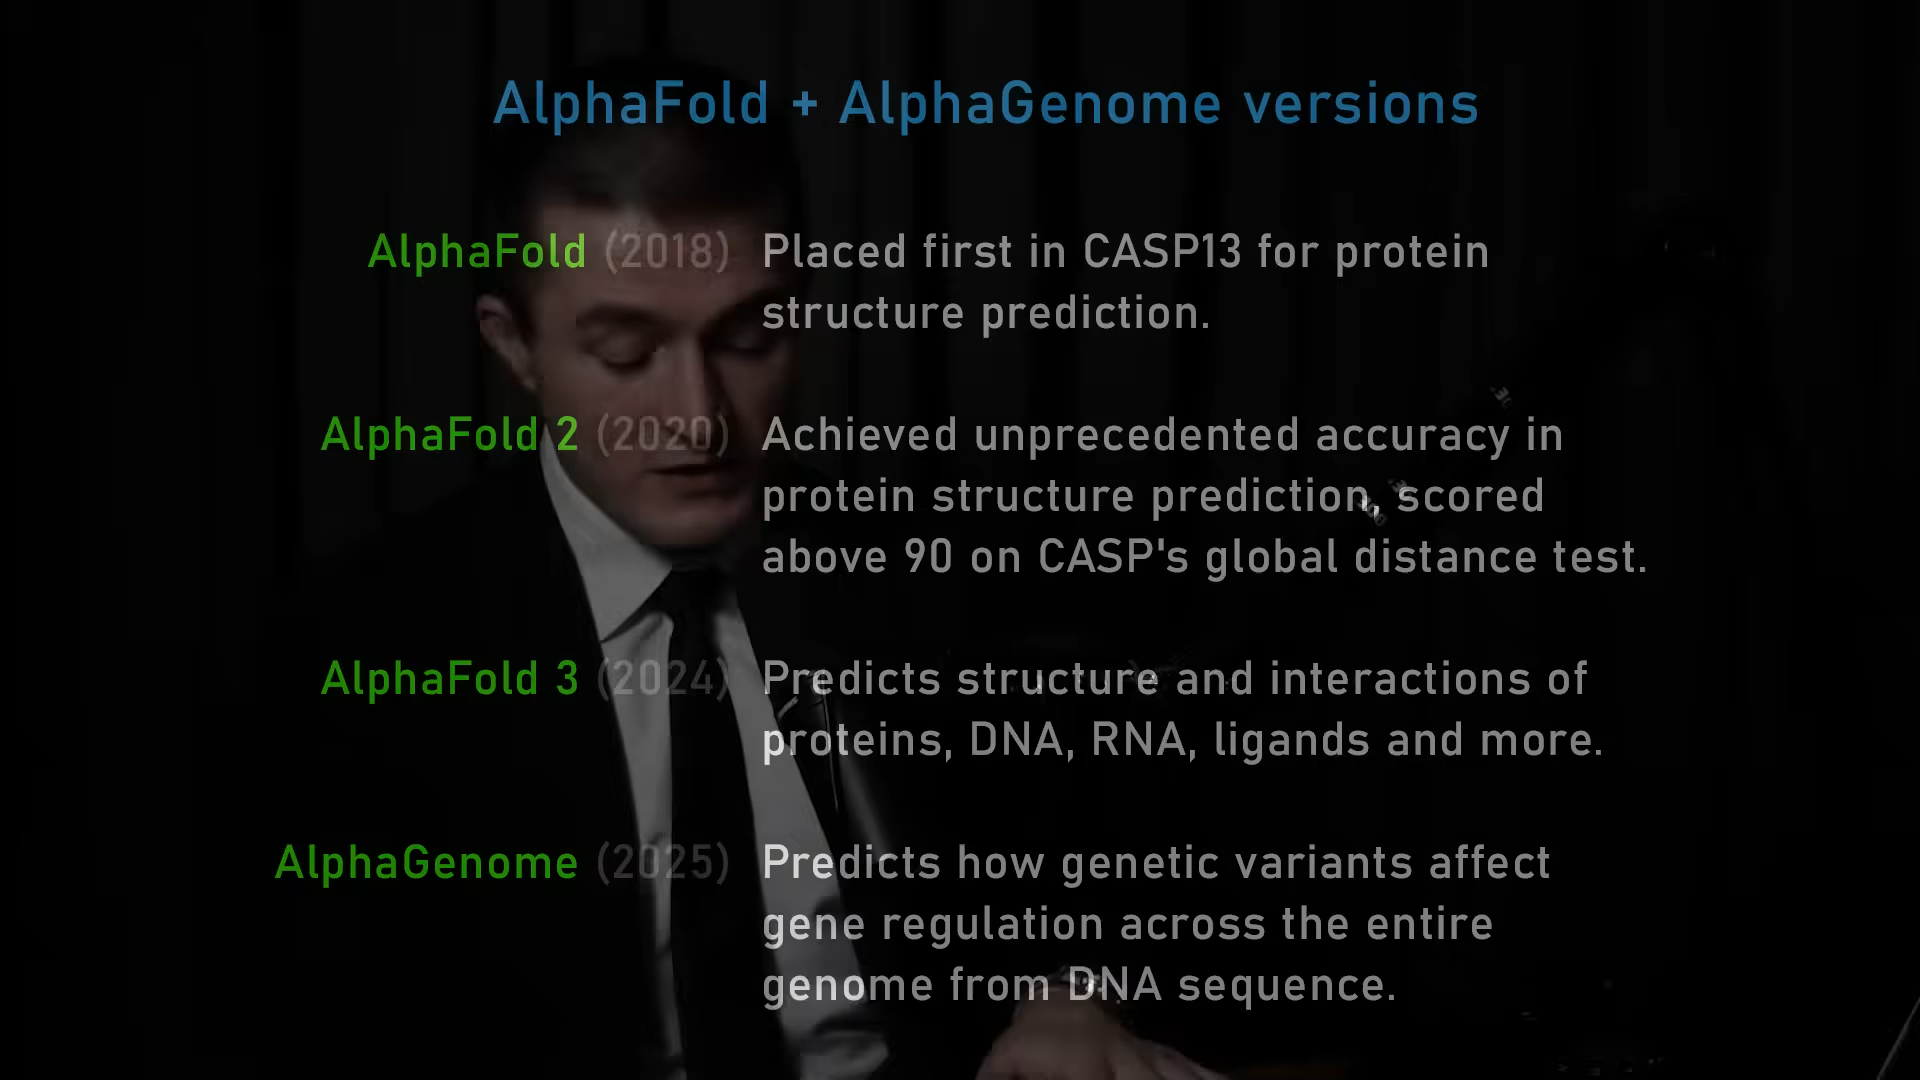 AlphaFold + AlphaGenome versions
AlphaFold (2018) Placed first in CASP13 for protein
structure prediction.
AlphaFold 2 (2020) Achieved unprecedented accuracy in
protein structure prediction, scored
above 90 on CASP's global distance test.
AlphaFold 3 (2024) Predicts structure and interactions of
proteins, DNA, RNA, ligands and more.
AlphaGenome (2025) Predicts how genetic variants affect
gene regulation across the entire
genome from DNA sequence.